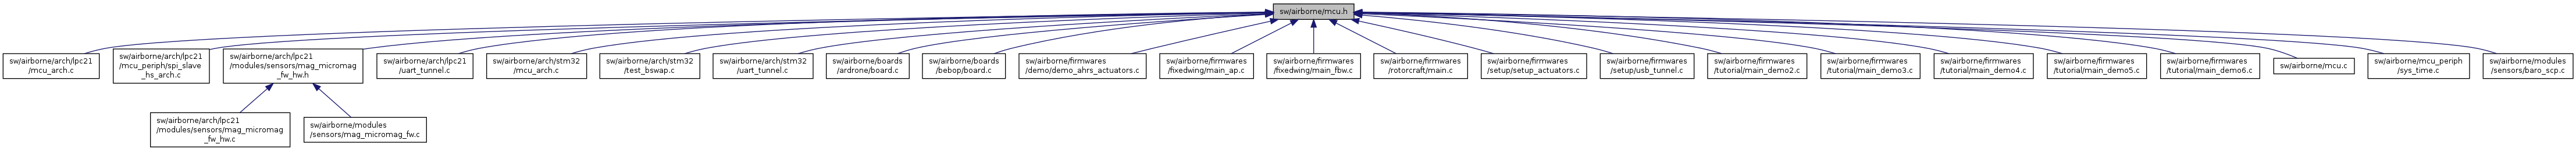 sw/airborne/mcu.h
sw/airborne/arch/lpc21
/mcu_arch.c
sw/airborne/arch/lpc21
/mcu_periph/spi_slave
_hs_arch.c
sw/airborne/arch/lpc21
/modules/sensors/mag_micromag
_fw_hw.h
sw/airborne/arch/lpc21
/uart_tunnel.c
sw/airborne/arch/stm32
/mcu_arch.c
sw/airborne/arch/stm32
/test_bswap.c
sw/airborne/arch/stm32
/uart_tunnel.c
sw/airborne/boards
/ardrone/board.c
sw/airborne/boards
/bebop/board.c
sw/airborne/firmwares
/demo/demo_ahrs_actuators.c
sw/airborne/firmwares
/fixedwing/main_ap.c
sw/airborne/firmwares
/fixedwing/main_fbw.c
sw/airborne/firmwares
/rotorcraft/main.c
sw/airborne/firmwares
/setup/setup_actuators.c
sw/airborne/firmwares
/setup/usb_tunnel.c
sw/airborne/firmwares
/tutorial/main_demo2.c
sw/airborne/firmwares
/tutorial/main_demo3.c
sw/airborne/firmwares
/tutorial/main_demo4.c
sw/airborne/firmwares
/tutorial/main_demo5.c
sw/airborne/firmwares
/tutorial/main_demo6.c
sw/airborne/mcu.c
sw/airborne/mcu_periph
/sys_time.c
sw/airborne/modules
/sensors/baro_scp.c
sw/airborne/arch/lpc21
/modules/sensors/mag_micromag
_fw_hw.c
sw/airborne/modules
/sensors/mag_micromag_fw.c